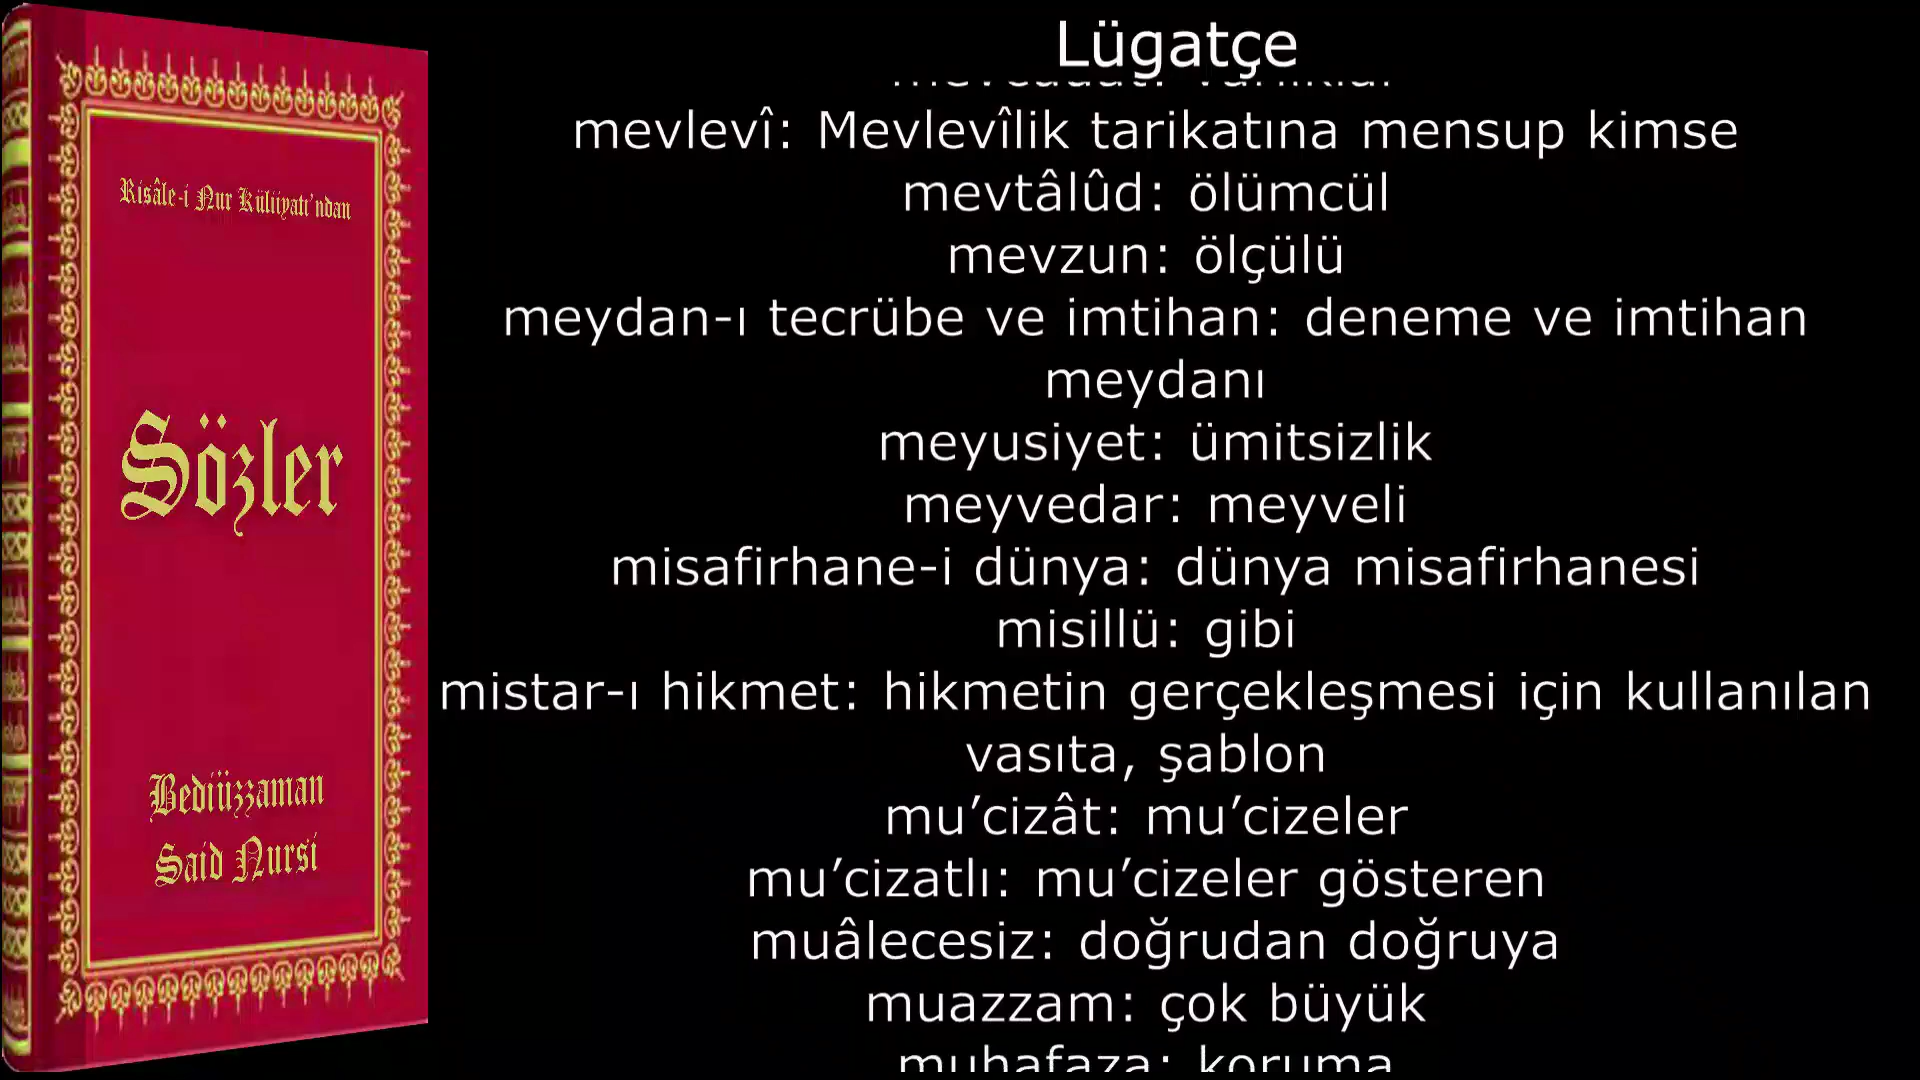 Risâle-i Nur Külliyatı'ndan
Sözler
Bediüzzaman
Said Nursi
Lügatçe
mevlevî: Mevlevîlik tarikatına mensup kimse
mevtâlûd: ölümcül
mevzun: ölçülü
meydan-ı tecrübe ve imtihan: deneme ve imtihan
meydanı
meyusiyet: ümitsizlik
meyvedar: meyveli
misafirhane-i dünya: dünya misafirhanesi
misillü: gibi
mistar-ı hikmet: hikmetin gerçekleşmesi için kullanılan
vasıta, şablon
mu’cizât: mu’cizeler
mu’cizatlı: mu’cizeler gösteren
muâlecesiz: doğrudan doğruya
muazzam: çok büyük
muhafaza: koruma